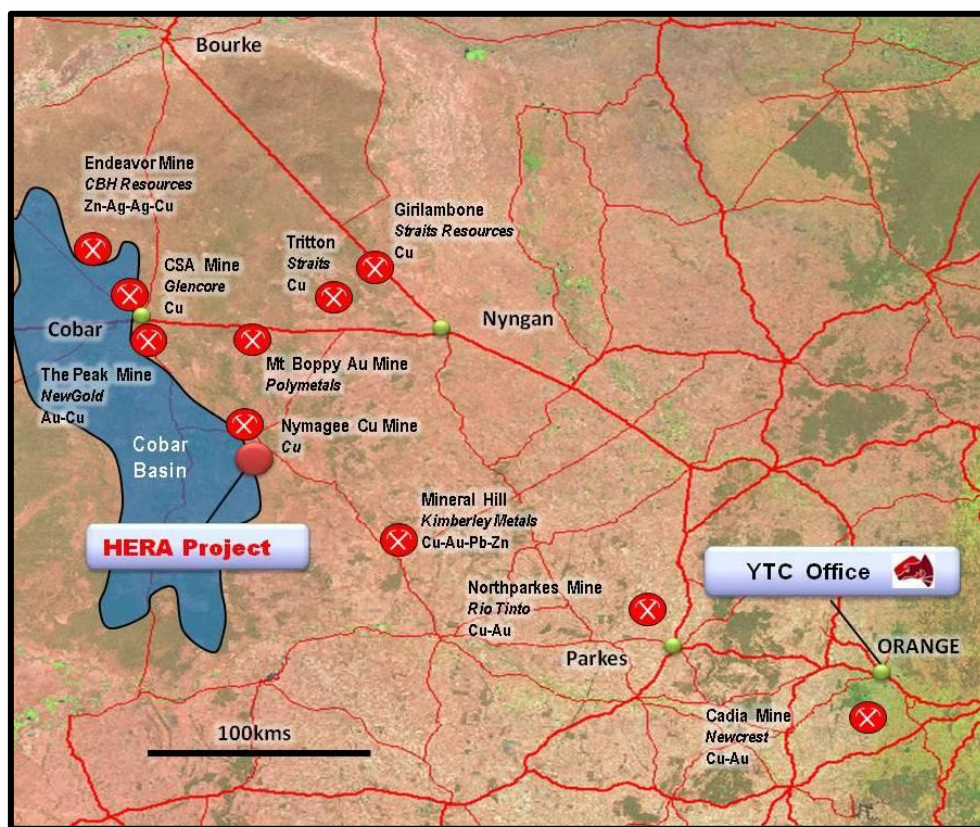 Bourke
Endeavor Mine
CBH Resources
Zn-Ag-Ag-Cu
Girilambone
Straits Resources
Cu
Tritton
Straits
Cu
CSA Mine
Glencore
Cu
Cobar
Nyngan
The Peak Mine
NewGold
Au-Cu
Mt Boppy Au Mine
Polymetals
Nymagee Cu Mine
Cu
Cobar
Basin
HERA Project
Mineral Hill
Kimberley Metals
Cu-Au-Pb-Zn
YTC Office
Northparkes Mine
Rio Tinto
Cu-Au
Parkes
ORANGE
Cadia Mine
Newcrest
Cu-Au
100kms